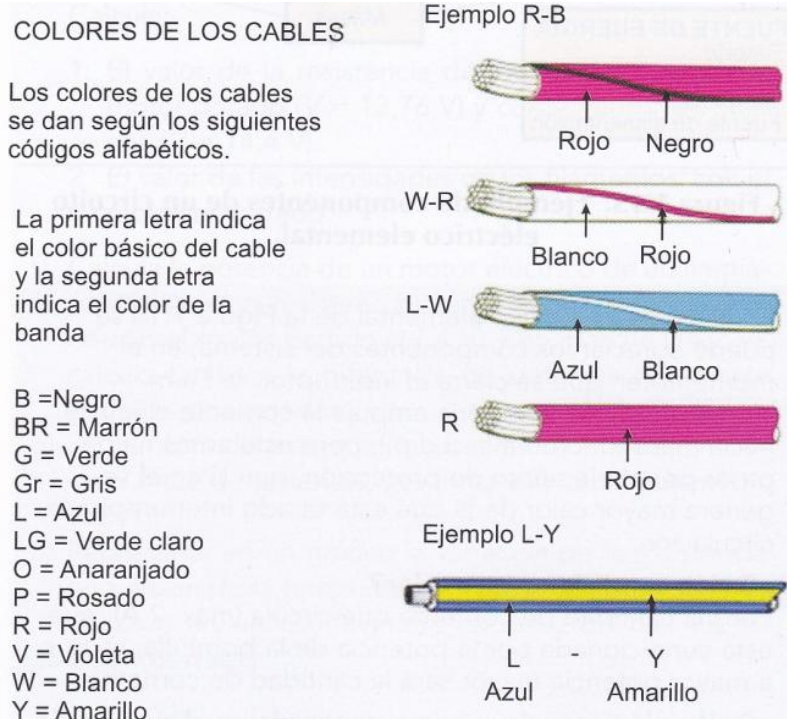 COLORES DE LOS CABLES
Los colores de los cables
se dan según los siguientes
códigos alfabéticos.
La primera letra indica
el color básico del cable
y la segunda letra
indica el color de la
banda
B =Negro
BR = Marrón
G = Verde
Gr = Gris
L = Azul
LG = Verde claro
O = Anaranjado
P = Rosado
R = Rojo
V = Violeta
W = Blanco
Y = Amarillo
Ejemplo R-B
Rojo Negro
W-R
Blanco Rojo
L-W
Azul Blanco
R
Rojo
Ejemplo L-Y
L Y
Azul Amarillo